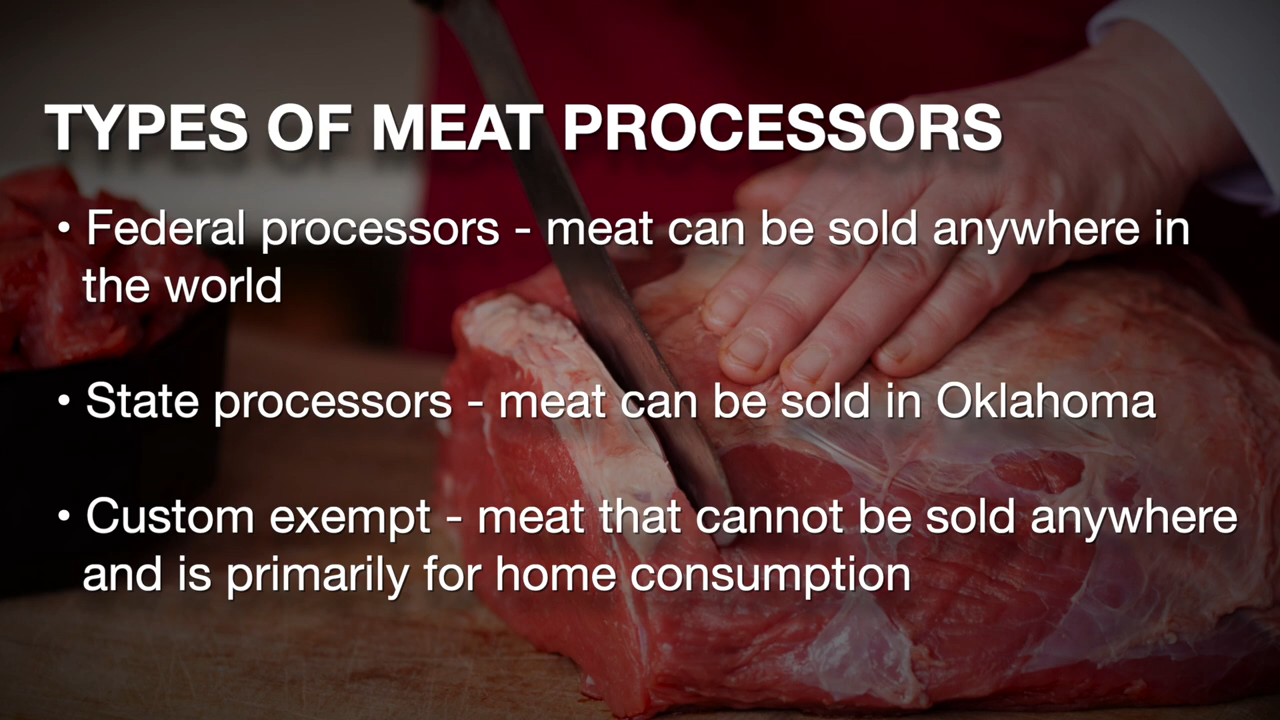 TYPES OF MEAT PROCESSORS
• Federal processors - meat can be sold anywhere in
the world
• State processors - meat can be sold in Oklahoma
• Custom exempt - meat that cannot be sold anywhere
and is primarily for home consumption